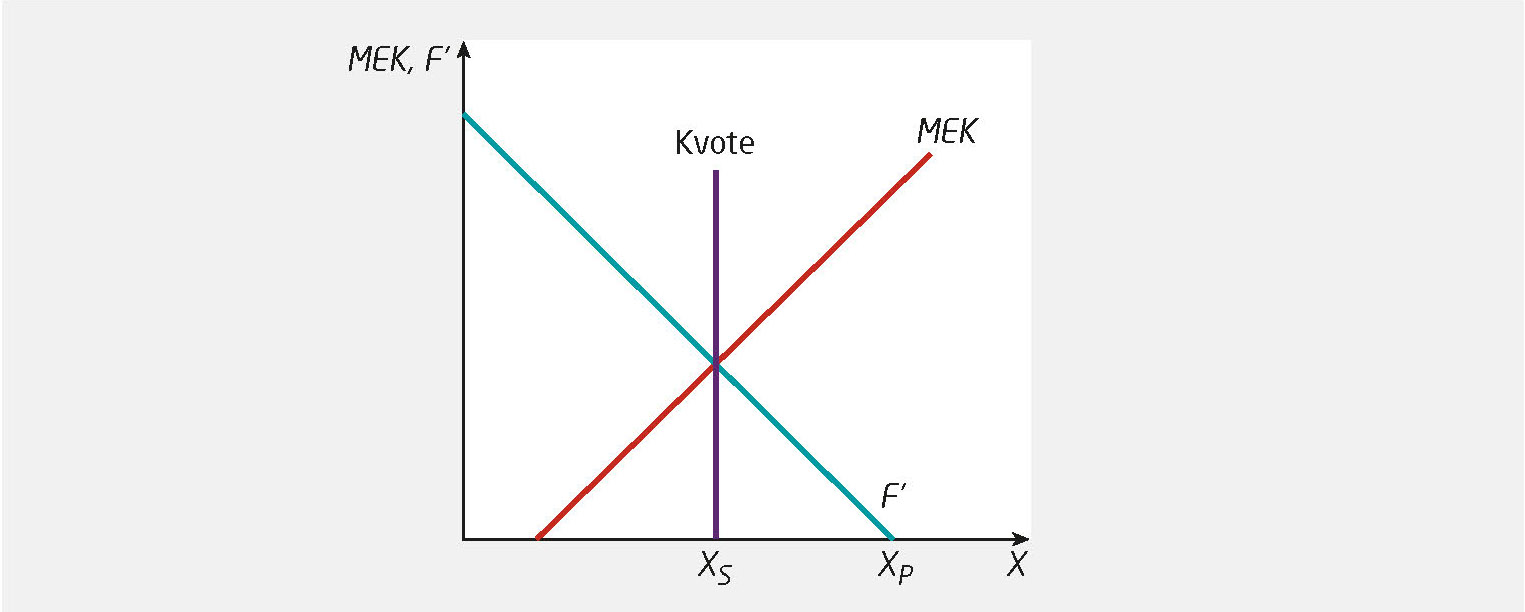 MEK, F′
Kvote
MEK
F′
X_S
X_P
X